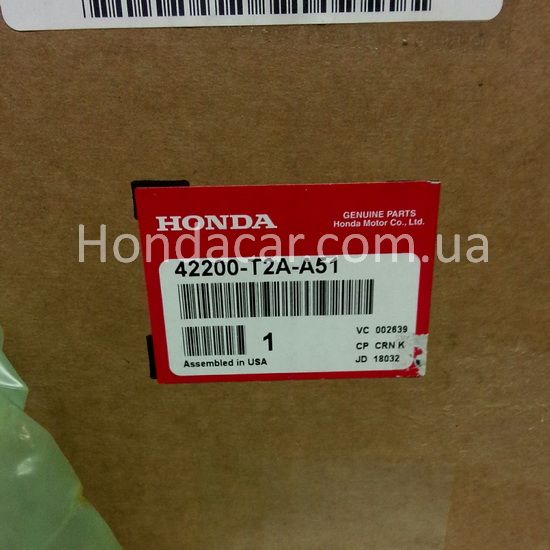 HONDA
GENUINE PARTS
Honda Motor Co., Ltd.
Hondacar.com.ua
42200-T2A-A51
1
VC 002639
CP CRN K
JD 18032
Assembled in USA